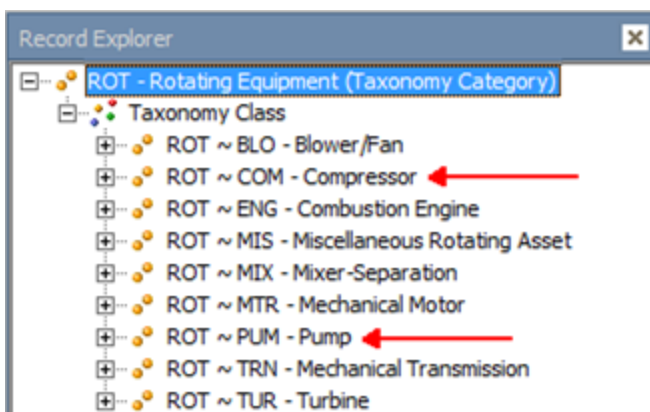 Record Explorer
ROT - Rotating Equipment (Taxonomy Category)
Taxonomy Class
ROT ~ BLO - Blower/Fan
ROT ~ COM - Compressor
ROT ~ ENG - Combustion Engine
ROT ~ MIS - Miscellaneous Rotating Asset
ROT ~ MIX - Mixer-Separation
ROT ~ MTR - Mechanical Motor
ROT ~ PUM - Pump
ROT ~ TRN - Mechanical Transmission
ROT ~ TUR - Turbine